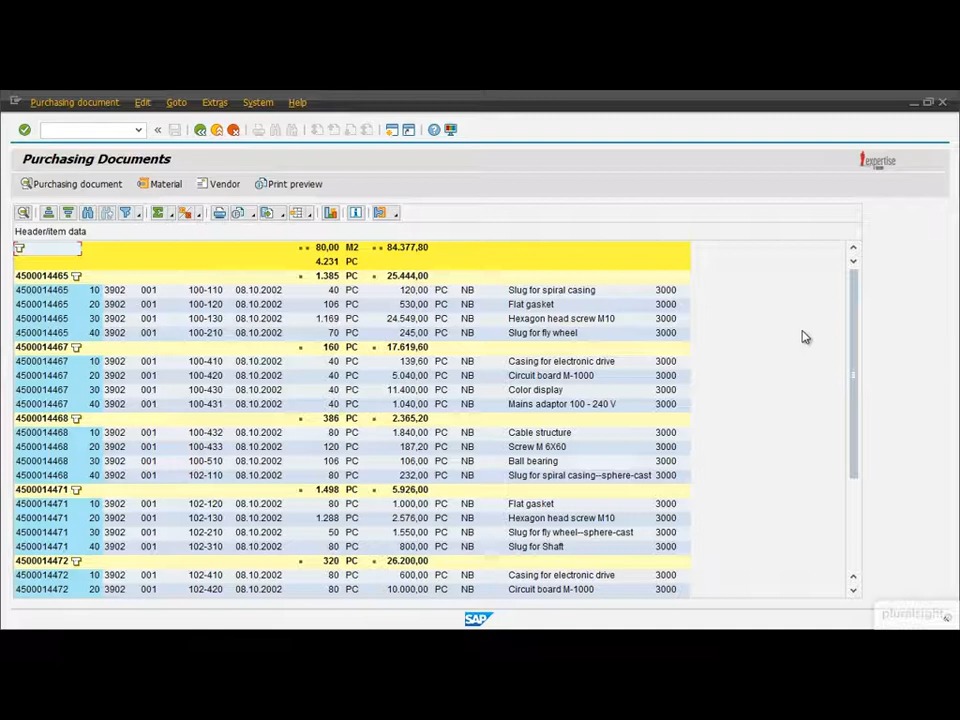 Purchasing document Edit Goto Extras System Help
Purchasing Documents
expertise
Purchasing document Material Vendor Print preview
Header/item data
80,00 M2 84.377,80
4.231 PC
4500014465 1.385 PC 25.444,00
4500014465 10 3902 001 100-110 08.10.2002 40 PC 120,00 PC NB Slug for spiral casing 3000
4500014465 20 3902 001 100-120 08.10.2002 106 PC 530,00 PC NB Flat gasket 3000
4500014465 30 3902 001 100-130 08.10.2002 1.169 PC 24.549,00 PC NB Hexagon head screw M10 3000
4500014465 40 3902 001 100-210 08.10.2002 70 PC 245,00 PC NB Slug for fly wheel 3000
4500014467 160 PC 17.619,60
4500014467 10 3902 001 100-410 08.10.2002 40 PC 139,60 PC NB Casing for electronic drive 3000
4500014467 20 3902 001 100-420 08.10.2002 40 PC 5.040,00 PC NB Circuit board M-1000 3000
4500014467 30 3902 001 100-430 08.10.2002 40 PC 11.400,00 PC NB Color display 3000
4500014467 40 3902 001 100-431 08.10.2002 40 PC 1.040,00 PC NB Mains adaptor 100 - 240 V 3000
4500014468 386 PC 2.365,20
4500014468 10 3902 001 100-432 08.10.2002 80 PC 1.840,00 PC NB Cable structure 3000
4500014468 20 3902 001 100-433 08.10.2002 120 PC 187,20 PC NB Screw M 6X60 3000
4500014468 30 3902 001 100-510 08.10.2002 106 PC 106,00 PC NB Ball bearing 3000
4500014468 40 3902 001 102-110 08.10.2002 80 PC 232,00 PC NB Slug for spiral casing--sphere-cast 3000
4500014471 1.498 PC 5.926,00
4500014471 10 3902 001 102-120 08.10.2002 80 PC 1.000,00 PC NB Flat gasket 3000
4500014471 20 3902 001 102-130 08.10.2002 1.288 PC 2.576,00 PC NB Hexagon head screw M10 3000
4500014471 30 3902 001 102-210 08.10.2002 50 PC 1.550,00 PC NB Slug for fly wheel--sphere-cast 3000
4500014471 40 3902 001 102-310 08.10.2002 80 PC 800,00 PC NB Slug for Shaft 3000
4500014472 320 PC 26.200,00
4500014472 10 3902 001 102-410 08.10.2002 80 PC 600,00 PC NB Casing for electronic drive 3000
4500014472 20 3902 001 102-420 08.10.2002 80 PC 10.000,00 PC NB Circuit board M-1000 3000
SAP
pluralsight